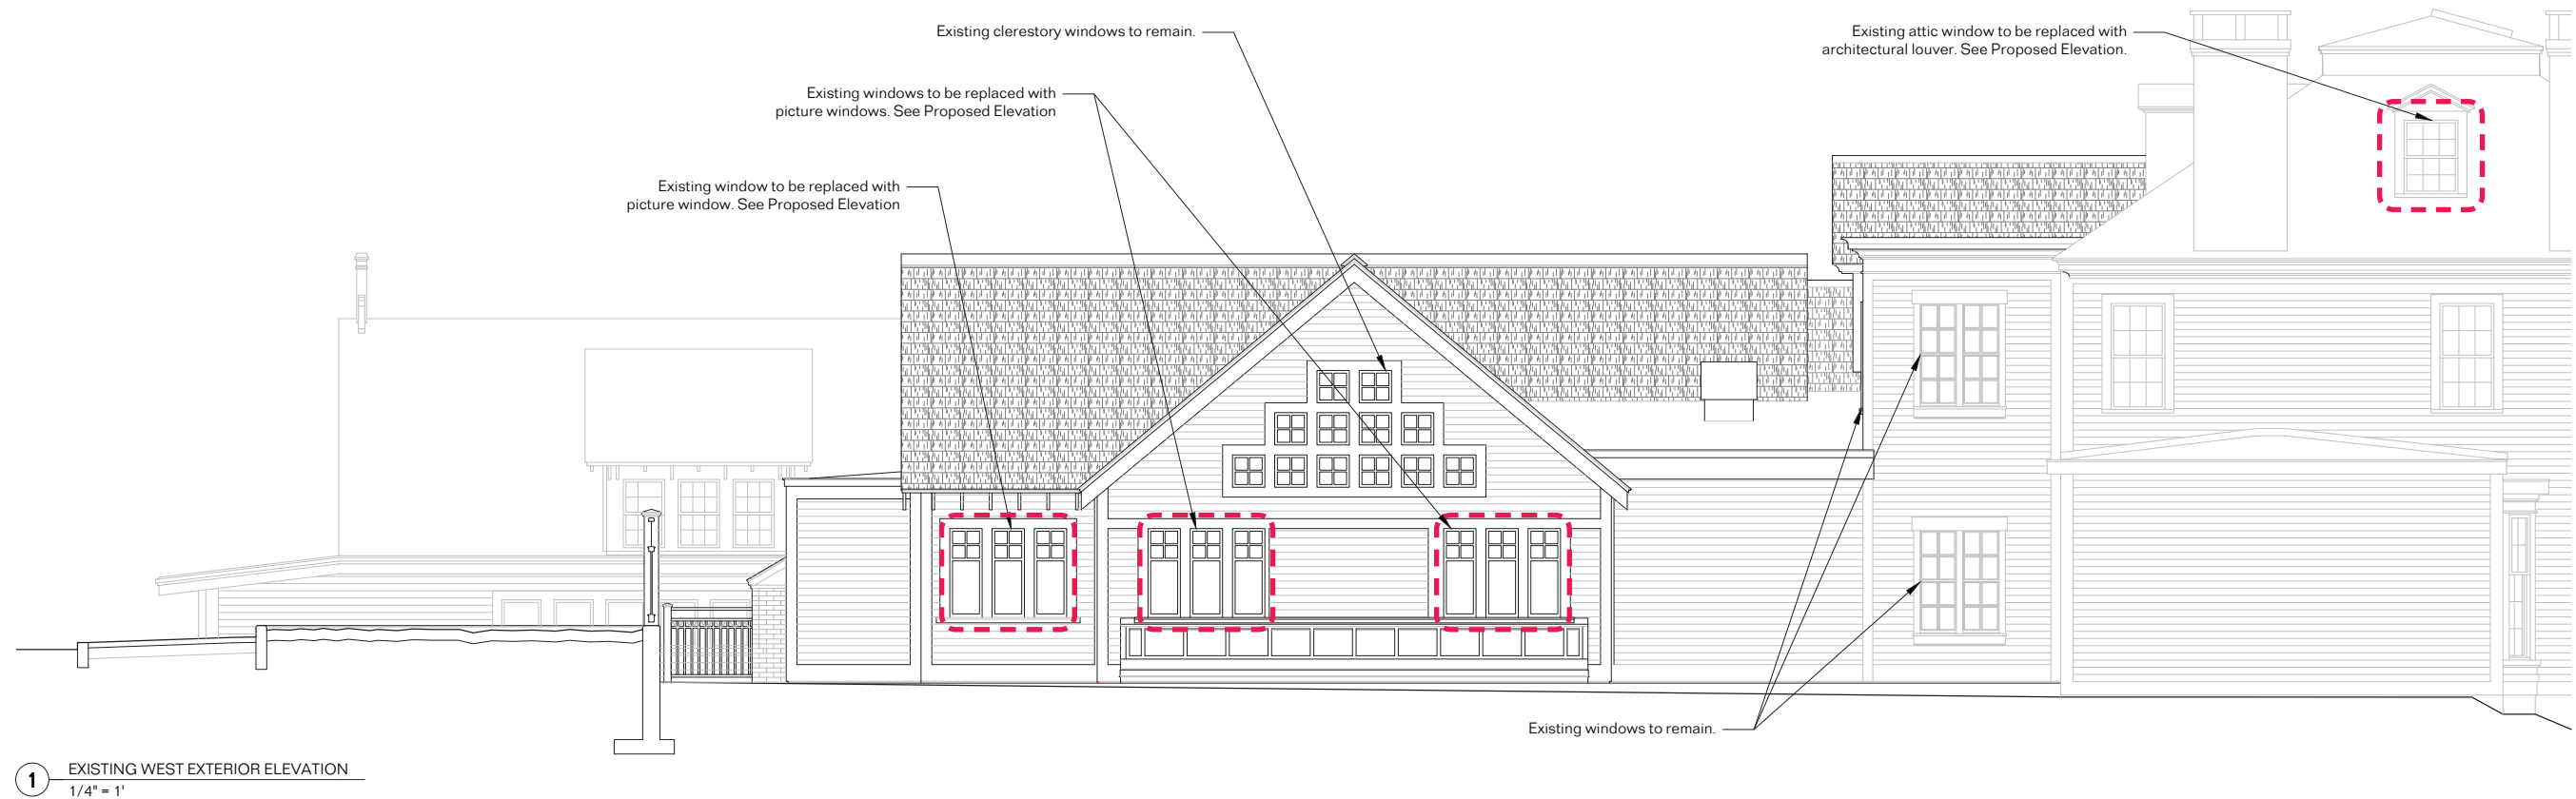 Existing clerestory windows to remain.
Existing attic window to be replaced with
architectural louver. See Proposed Elevation.
Existing windows to be replaced with
picture windows. See Proposed Elevation
Existing window to be replaced with
picture window. See Proposed Elevation
Existing windows to remain.
1
EXISTING WEST EXTERIOR ELEVATION
1/4" = 1'